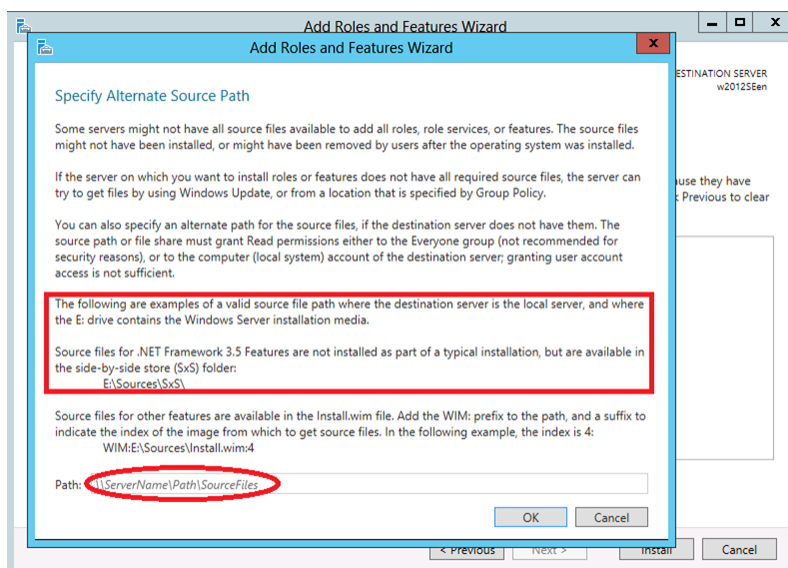 Add Roles and Features Wizard
Add Roles and Features Wizard
x
x
ESTINATION SERVER
w2012SEen
Specify Alternate Source Path
Some servers might not have all source files available to add all roles, role services, or features. The source files
might not have been installed, or might have been removed by users after the operating system was installed.
If the server on which you want to install roles or features does not have all required source files, the server can
try to get files by using Windows Update, or from a location that is specified by Group Policy.
use they have
Previous to clear
You can also specify an alternate path for the source files, if the destination server does not have them. The
source path or file share must grant Read permissions either to the Everyone group (not recommended for
security reasons), or to the computer (local system) account of the destination server; granting user account
access is not sufficient.
The following are examples of a valid source file path where the destination server is the local server, and where
the E: drive contains the Windows Server installation media.
Source files for .NET Framework 3.5 Features are not installed as part of a typical installation, but are available in
the side-by-side store (SxS) folder:
E:\Sources\SxS\
Source files for other features are available in the Install.wim file. Add the WIM: prefix to the path, and a suffix to
indicate the index of the image from which to get source files. In the following example, the index is 4:
WIM:E:\Sources\Install.wim:4
Path: \\ServerName\Path\SourceFiles
OK Cancel
< Previous Next > Install Cancel